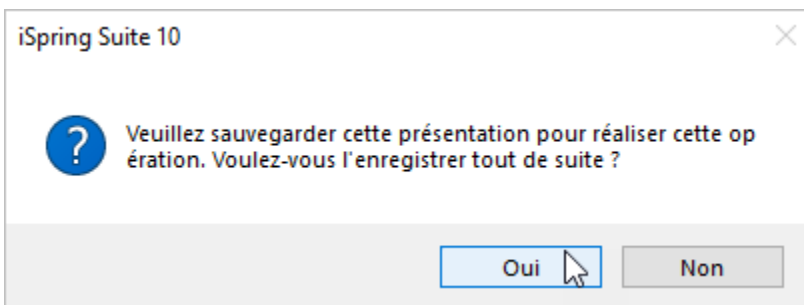 iSpring Suite 10
Veuillez sauvegarder cette présentation pour réaliser cette op
ération. Voulez-vous l'enregistrer tout de suite ?
Oui
Non